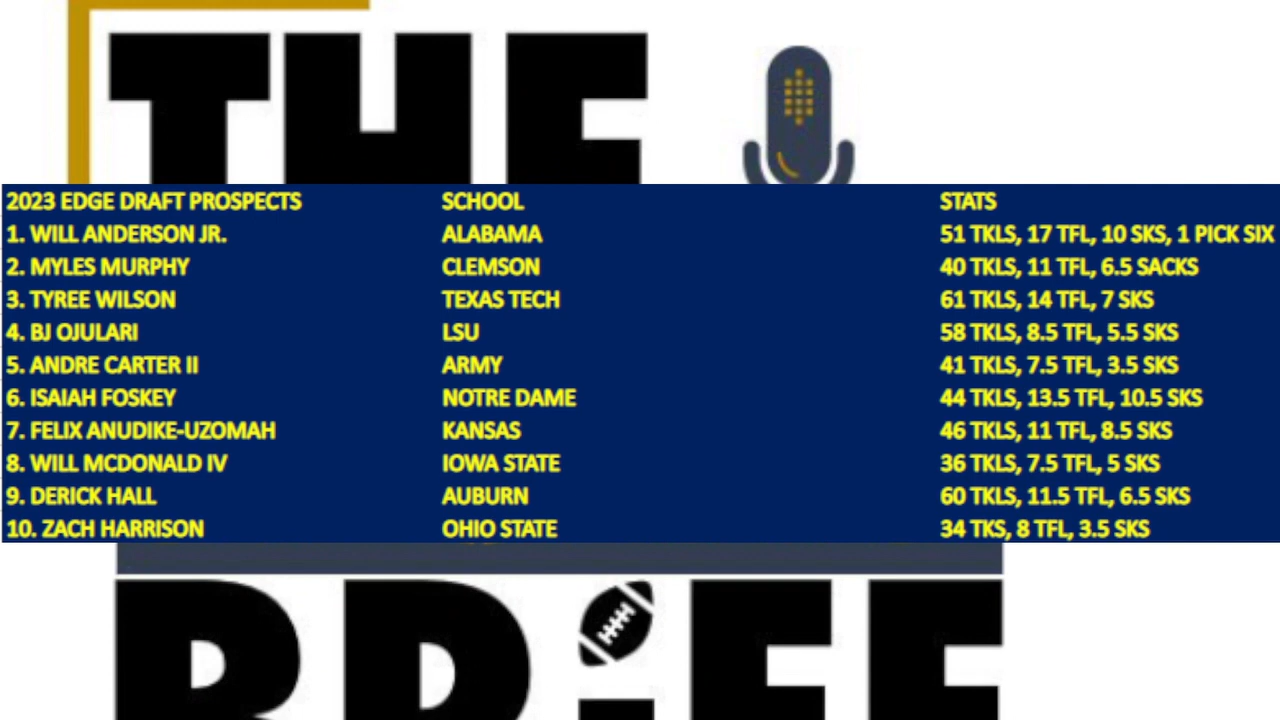 THE
2023 EDGE DRAFT PROSPECTS SCHOOL STATS
1. WILL ANDERSON JR. ALABAMA 51 TKLS, 17 TFL, 10 SKS, 1 PICK SIX
2. MYLES MURPHY CLEMSON 40 TKLS, 11 TFL, 6.5 SACKS
3. TYREE WILSON TEXAS TECH 61 TKLS, 14 TFL, 7 SKS
4. BJ OJULARI LSU 58 TKLS, 8.5 TFL, 5.5 SKS
5. ANDRE CARTER II ARMY 41 TKLS, 7.5 TFL, 3.5 SKS
6. ISAIAH FOSKEY NOTRE DAME 44 TKLS, 13.5 TFL, 10.5 SKS
7. FELIX ANUDIKE-UZOMAH KANSAS 46 TKLS, 11 TFL, 8.5 SKS
8. WILL MCDONALD IV IOWA STATE 36 TKLS, 7.5 TFL, 5 SKS
9. DERICK HALL AUBURN 60 TKLS, 11.5 TFL, 6.5 SKS
10. ZACH HARRISON OHIO STATE 34 TKS, 8 TFL, 3.5 SKS